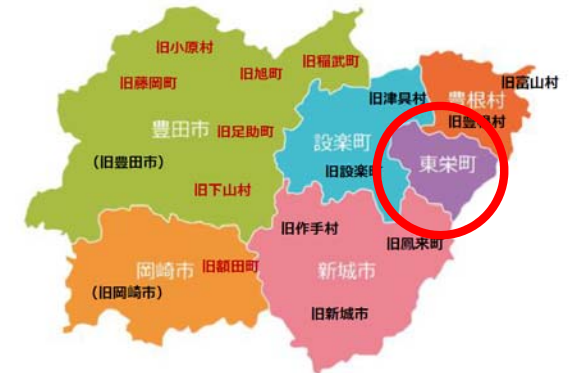 旧小原村
旧稲武町
旧藤岡町
旧旭町
旧富山村
旧津具村
豊根村
豊田市
旧足助町
旧豊根村
設楽町
東栄町
（旧豊田市）
旧設楽町
旧下山村
旧作手村
旧鳳来町
岡崎市
旧額田町
新城市
（旧岡崎市）
旧新城市